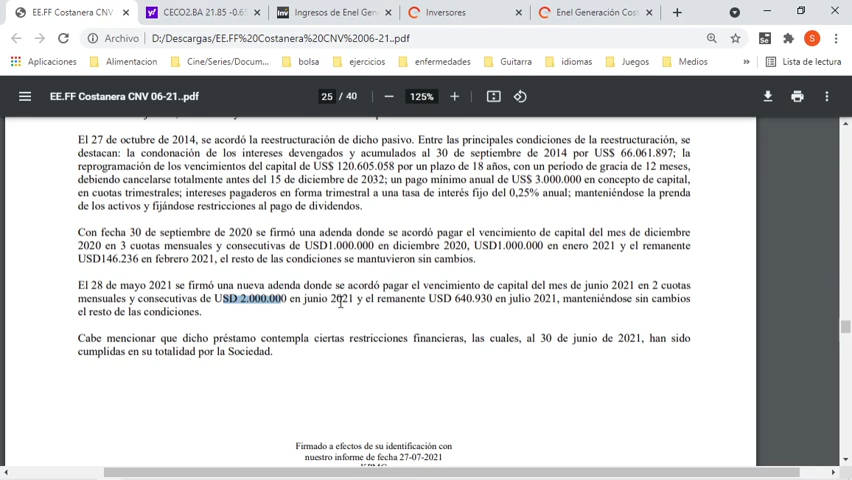 EE.FF Costanera CNV 06-21..pdf
CECO2.BA 21.85 -0.65
Ingresos de Enel Gener
Inversores
Enel Generación Cost
Archivo D:/Descargas/EE.FF%20Costanera%20CNV%2006-21..pdf
Aplicaciones Alimentacion Cine/Series/Docum... bolsa ejercicios enfermedades Guitarra idiomas Juegos Medios » Lista de lectura
EE.FF Costanera CNV 06-21..pdf 25 / 40 — 125% +
El 27 de octubre de 2014, se acordó la reestructuración de dicho pasivo. Entre las principales condiciones de la reestructuración, se
destacan: la condonación de los intereses devengados y acumulados al 30 de septiembre de 2014 por US$ 66.061.897; la
reprogramación de los vencimientos del capital de US$ 120.605.058 por un plazo de 18 años, con un período de gracia de 12 meses,
debiendo cancelarse totalmente antes del 15 de diciembre de 2032; un pago mínimo anual de US$ 3.000.000 en concepto de capital,
en cuotas trimestrales; intereses pagaderos en forma trimestral a una tasa de interés fijo del 0,25% anual; manteniéndose la prenda
de los activos y fijándose restricciones al pago de dividendos.
Con fecha 30 de septiembre de 2020 se firmó una adenda donde se acordó pagar el vencimiento de capital del mes de diciembre
2020 en 3 cuotas mensuales y consecutivas de USD1.000.000 en diciembre 2020, USD1.000.000 en enero 2021 y el remanente
USD146.236 en febrero 2021, el resto de las condiciones se mantuvieron sin cambios.
El 28 de mayo 2021 se firmó una nueva adenda donde se acordó pagar el vencimiento de capital del mes de junio 2021 en 2 cuotas
mensuales y consecutivas de USD 2.000.000 en junio 2021 y el remanente USD 640.930 en julio 2021, manteniéndose sin cambios
el resto de las condiciones.
Cabe mencionar que dicho préstamo contempla ciertas restricciones financieras, las cuales, al 30 de junio de 2021, han sido
cumplidas en su totalidad por la Sociedad.
Firmado a efectos de su identificación con
nuestro informe de fecha 27-07-2021